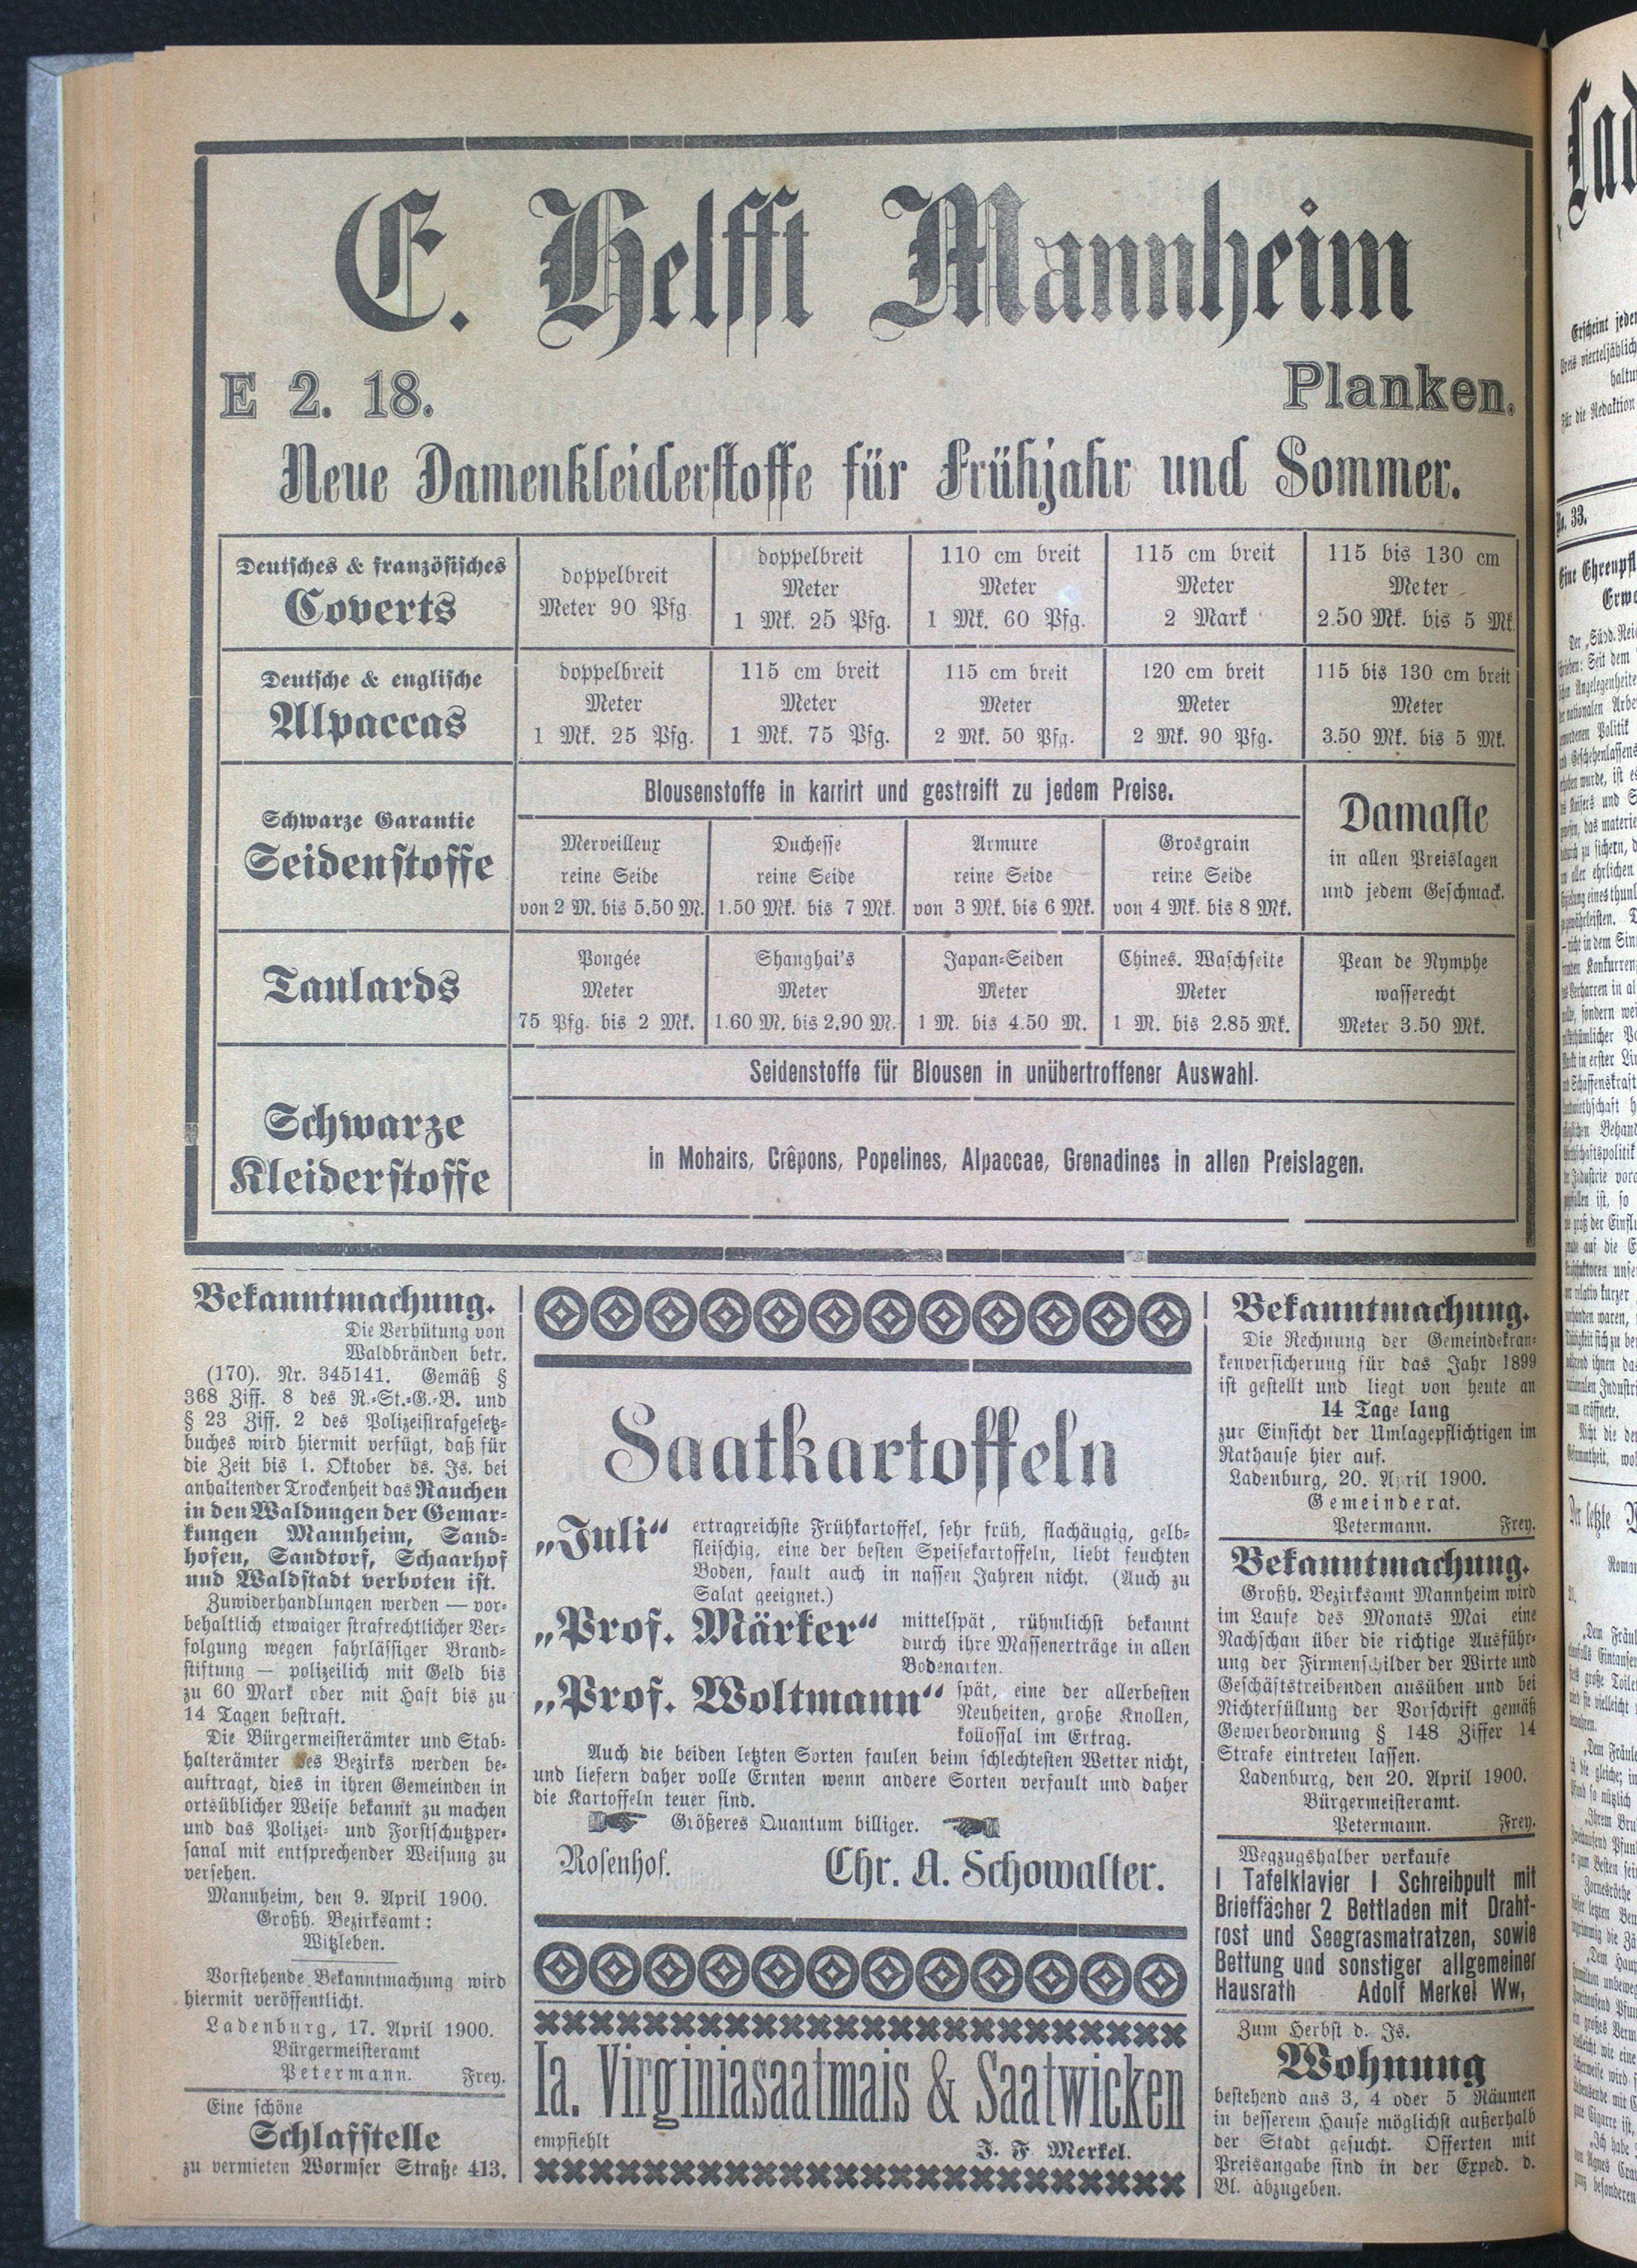 E. Helfft Mannheim
E 2. 18. Planken.
Neue Damenkleiderstoffe für Frühjahr und Sommer.
Deutsches & französisches
Coverts
doppelbreit
Meter 90 Pfg
doppelbreit
Meter
1 Mk. 25 Pfg.
110 cm breit
Meter
1 Mk. 60 Pfg.
115 cm breit
Meter
2 Mark
115 bis 130 cm
Meter
2.50 Mk. bis 5 Mk
Deutsche & englische
Alpaccas
doppelbreit
Meter
1 Mk. 25 Pfg.
115 cm breit
Meter
1 Mk. 75 Pfg.
115 cm breit
Meter
2 Mk. 50 Pfg.
120 cm breit
Meter
2 Mk. 90 Pfg.
115 bis 130 cm breit
Meter
3.50 Mk. bis 5 Mk.
Schwarze Garantie
Seidenstoffe
Blousenstoffe in karrirt und gestreift zu jedem Preise.
Merveilleux
reine Seide
von 2 M. bis 5.50 M.
Duchesse
reine Seide
1.50 Mk. bis 7 Mk.
Armure
reine Seide
von 3 Mk. bis 6 Mk.
Grosgrain
reine Seide
von 4 Mk. bis 8 Mk.
Damaste
in allen Preislagen
und jedem Geschmack.
Taulards
Pongée
Meter
75 Pfg. bis 2 Mk.
Shanghai's
Meter
1.60 M. bis 2,90 M.
Japan-Seiden
Meter
1 M. bis 4.50 M.
Chines. Waschseite
Meter
1 M. bis 2.85 Mk.
Pean de Nymphe
wasserecht
Meter 3.50 Mk.
Seidenstoffe für Blousen in unübertroffener Auswahl.
Schwarze
Kleiderstoffe
in Mohairs, Crêpons, Popelines, Alpaccae, Grenadines in allen Preislagen.
Bekanntmachung.
Die Verhütung von
Waldbränden betr.
(170). Nr. 345141. Gemäß §
368 Ziff. 8 des R.-St.-G.-B. und
§ 23 Ziff. 2 des Polizeistrafgesetz-
buches wird hiermit verfügt, daß für
die Zeit bis 1. Oktober ds. Js. bei
anhaltender Trockenheit das Rauchen
in den Waldungen der Gemar-
kungen Mannheim, Sand-
hofen, Sandtorf, Schaarhof
und Waldstadt verboten ist.
Zuwiderhandlungen werden — vor-
behaltlich etwaiger strafrechtlicher Ver-
folgung wegen fahrlässiger Brand-
stiftung — polizeilich mit Geld bis
zu 60 Mark oder mit Haft bis zu
14 Tagen bestraft.
Die Bürgermeisterämter und Stab-
halterämter des Bezirks werden be-
auftragt, dies in ihren Gemeinden in
ortsüblicher Weise bekannt zu machen
und das Polizei- und Forstschutzper-
sanal mit entsprechender Weisung zu
versehen.
Mannheim, den 9. April 1900.
Großh. Bezirksamt:
Witzleben.
Vorstehende Bekanntmachung wird
hiermit veröffentlicht.
Ladenburg, 17. April 1900.
Bürgermeisteramt
Petermann. Frey.
Eine schöne
Schlafstelle
zu vermieten Wormser Straße 413.
Saatkartoffeln
„Juli“ ertragreichste Frühkartoffel, sehr früh, flachäugig, gelb-
fleischig, eine der besten Speisekartoffeln, liebt feuchten
Boden, fault auch in nassen Jahren nicht. (Auch zu
Salat geeignet.)
„Prof. Märker“ mittelspät, rühmlichst bekannt
durch ihre Massenerträge in allen
Bodenarten.
„Prof. Woltmann“ spät, eine der allerbesten
Neuheiten, große Knollen,
kollossal im Ertrag.
Auch die beiden letzten Sorten faulen beim schlechtesten Wetter nicht,
und liefern daher volle Ernten wenn andere Sorten verfault und daher
die Kartoffeln teuer sind.
Größeres Quantum billiger.
Rosenhof. Chr. A. Schowalter.
Ia. Virginiasaatmais & Saatwicken
empfiehlt
J. F. Merkel.
Bekanntmachung.
Die Rechnung der Gemeindekran-
kenversicherung für das Jahr 1899
ist gestellt und liegt von heute an
14 Tage lang
zur Einsicht der Umlagepflichtigen im
Rathause hier auf.
Ladenburg, 20. April 1900.
Gemeinderat.
Petermann. Frey.
Bekanntmachung.
Großh. Bezirksamt Mannheim wird
im Laufe des Monats Mai eine
Nachschan über die richtige Ausführ-
ung der Firmenschilder der Wirte und
Geschäftstreibenden ausüben und bei
Nichterfüllung der Vorschrift gemäß
Gewerbeordnung § 148 Ziffer 14
Strafe eintreten lassen.
Ladenburg, den 20. April 1900.
Bürgermeisteramt.
Petermann. Frey.
Wegzugshalber verkaufe
1 Tafelklavier 1 Schreibpult mit
Brieffächer 2 Bettladen mit Draht-
rost und Seegrasmatratzen, sowie
Bettung und sonstiger allgemeiner
Hausrath Adolf Merkel Ww,
Zum Herbst d. Js.
Wohnung
bestehend aus 3, 4 oder 5 Räumen
in besserem Hause möglichst außerhalb
der Stadt gesucht. Offerten mit
Preisangabe sind in der Exped. d.
Bl. abzugeben.